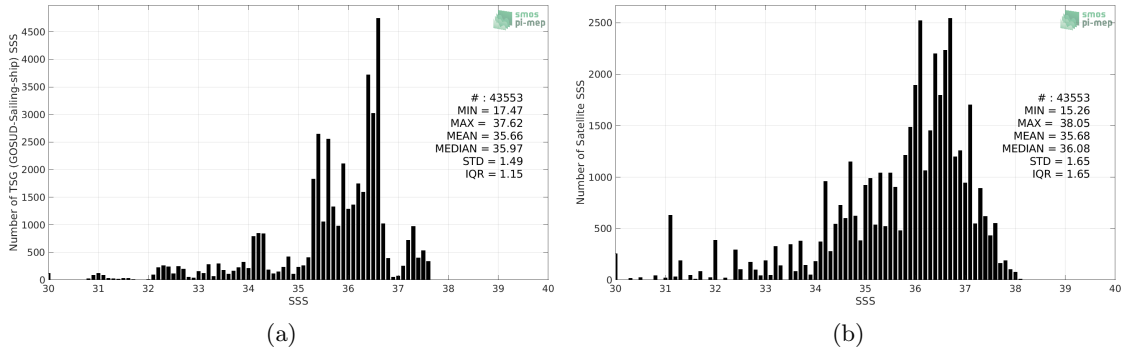 smos
pi-mep
Number of TSG (GOSUD-Sailing-ship) SSS
4500
4000
3500
3000
2500
2000
1500
1000
500
0
# : 43553
MIN = 17.47
MAX = 37.62
MEAN = 35.66
MEDIAN = 35.97
STD = 1.49
IQR = 1.15
30 31 32 33 34 35 36 37 38 39 40
SSS
(a)
smos
pi-mep
Number of Satellite SSS
2500
2000
1500
1000
500
0
# : 43553
MIN = 15.26
MAX = 38.05
MEAN = 35.68
MEDIAN = 36.08
STD = 1.65
IQR = 1.65
30 31 32 33 34 35 36 37 38 39 40
SSS
(b)